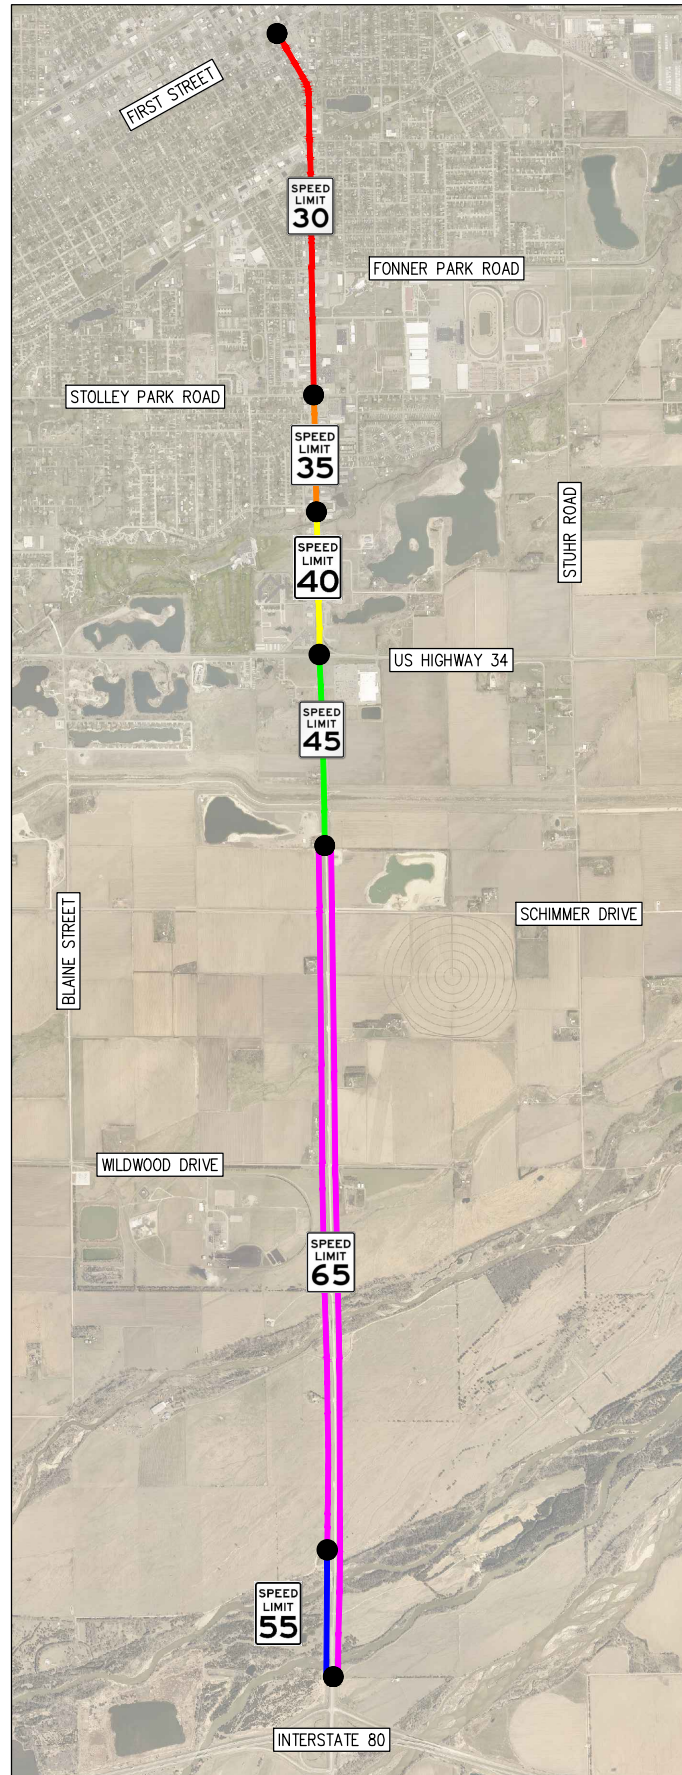 FIRST STREET
SPEED
LIMIT
30
FONNER PARK ROAD
STOLLEY PARK ROAD
SPEED
LIMIT
35
STUHR ROAD
SPEED
LIMIT
40
US HIGHWAY 34
SPEED
LIMIT
45
BLAINE STREET
SCHIMMER DRIVE
WILDWOOD DRIVE
SPEED
LIMIT
65
SPEED
LIMIT
55
INTERSTATE 80